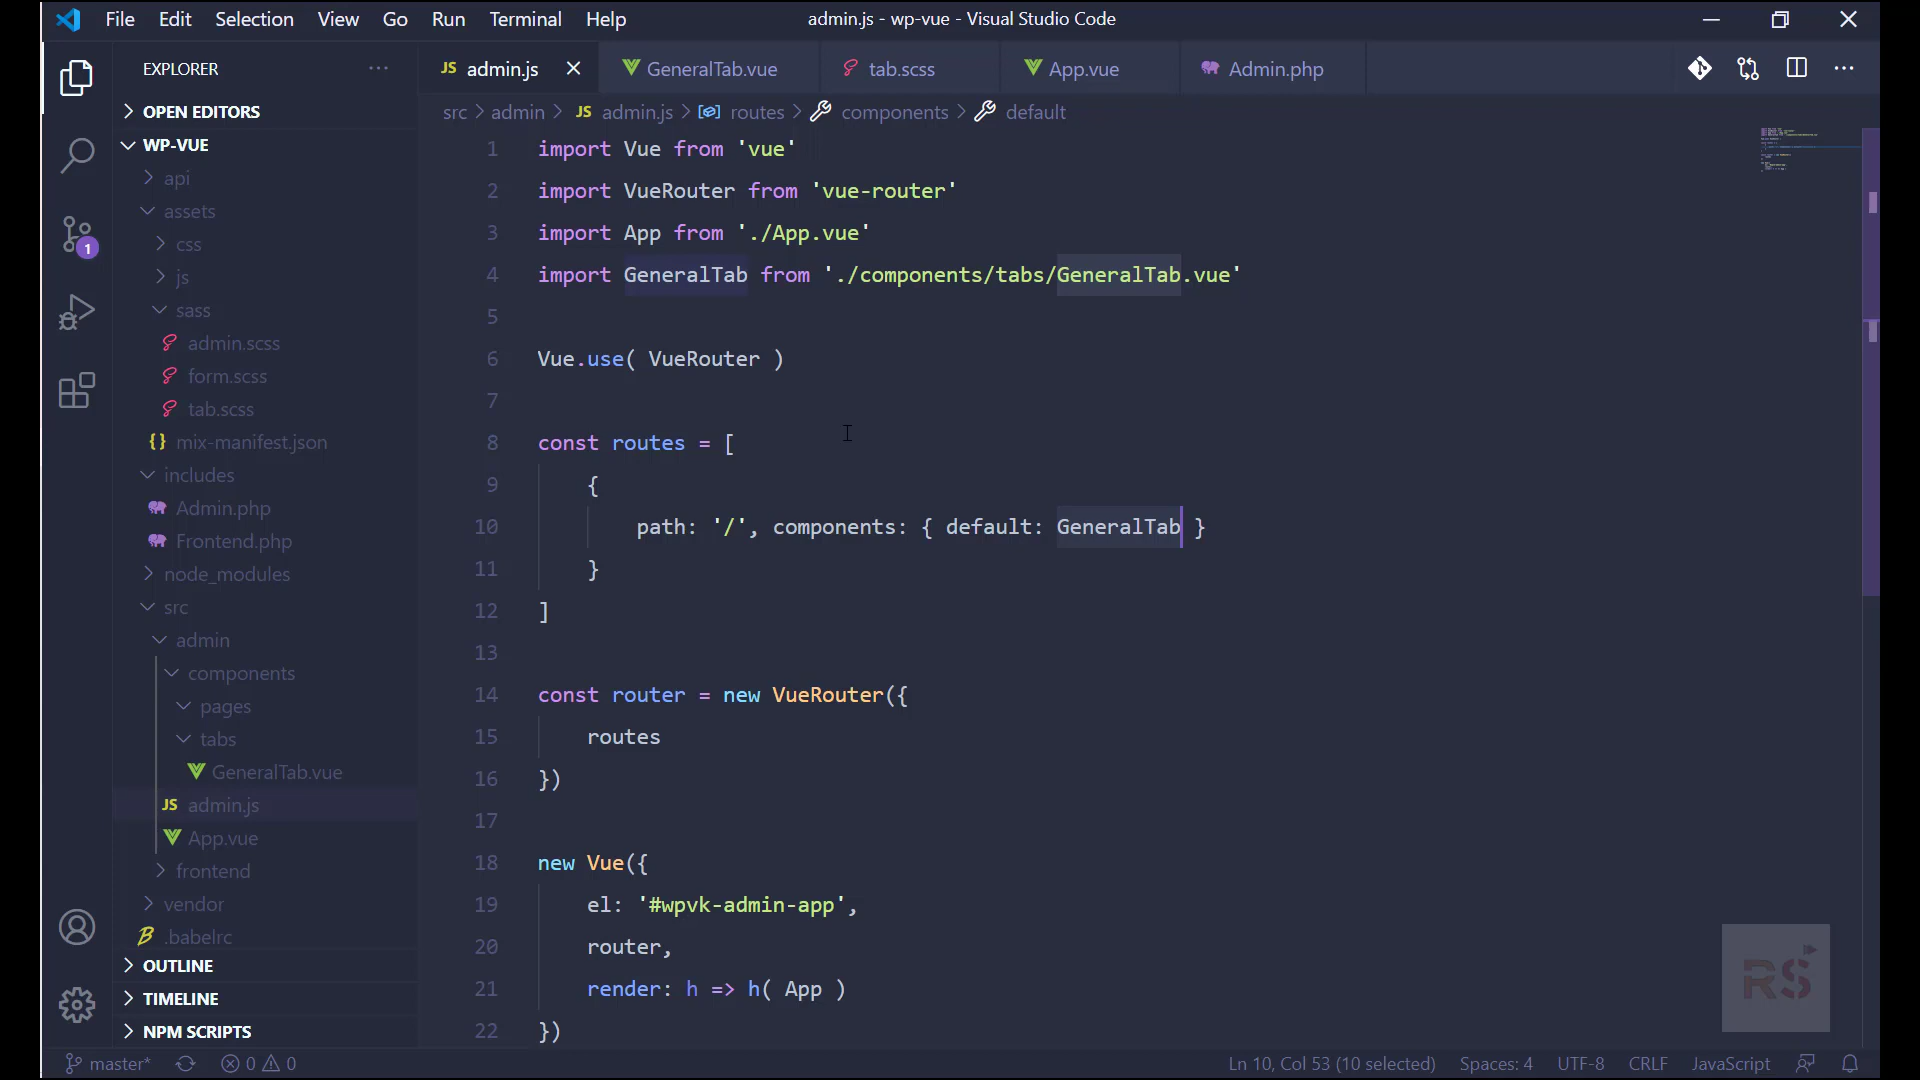 File Edit Selection View Go Run Terminal Help
admin.js - wp-vue - Visual Studio Code
EXPLORER
JS admin.js
GeneralTab.vue
tab.scss
App.vue
Admin.php
OPEN EDITORS
WP-VUE
api
assets
css
js
sass
admin.scss
form.scss
tab.scss
{} mix-manifest.json
includes
Admin.php
Frontend.php
node_modules
src
admin
components
pages
tabs
GeneralTab.vue
JS admin.js
App.vue
frontend
vendor
.babelrc
OUTLINE
TIMELINE
NPM SCRIPTS
1
src > admin > JS admin.js > routes > components > default
1 import Vue from 'vue'
2 import VueRouter from 'vue-router'
3 import App from './App.vue'
4 import GeneralTab from './components/tabs/GeneralTab.vue'
5
6 Vue.use( VueRouter )
7
8 const routes = [
9 {
10 path: '/', components: { default: GeneralTab }
11 }
12 ]
13
14 const router = new VueRouter({
15 routes
16 })
17
18 new Vue({
19 el: '#wpvk-admin-app',
20 router,
21 render: h => h( App )
22 })
RS
master* 0 0
Ln 10, Col 53 (10 selected) Spaces: 4 UTF-8 CRLF JavaScript